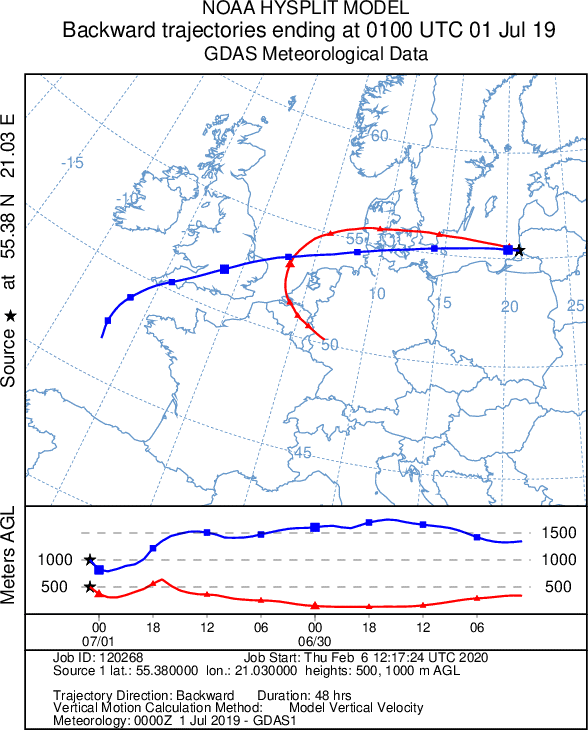 NOAA HYSPLIT MODEL
Backward trajectories ending at 0100 UTC 01 Jul 19
GDAS Meteorological Data
Source ★ at 55.38 N 21.03 E
-15
60
55
10 15 20 25
50
45
Meters AGL
1500
1000 1000
500 500
00 18 12 06 00 18 12 06
07/01 06/30
Job ID: 120268 Job Start: Thu Feb 6 12:17:24 UTC 2020
Source 1 lat.: 55.380000 lon.: 21.030000 heights: 500, 1000 m AGL
Trajectory Direction: Backward Duration: 48 hrs
Vertical Motion Calculation Method: Model Vertical Velocity
Meteorology: 0000Z 1 Jul 2019 - GDAS1